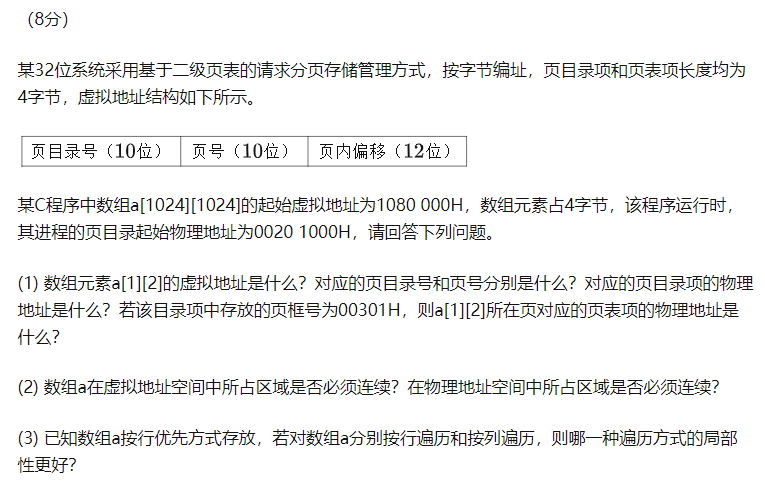 （8分）
某32位系统采用基于二级页表的请求分页存储管理方式，按字节编址，页目录项和页表项长度均为
4字节，虚拟地址结构如下所示。
页目录号（10位） 页号（10位） 页内偏移（12位）
某C程序中数组a[1024][1024]的起始虚拟地址为1080 000H，数组元素占4字节，该程序运行时，
其进程的页目录起始物理地址为0020 1000H，请回答下列问题。
(1) 数组元素a[1][2]的虚拟地址是什么？对应的页目录号和页号分别是什么？对应的页目录项的物理
地址是什么？若该目录项中存放的页框号为00301H，则a[1][2]所在页对应的页表项的物理地址是
什么？
(2) 数组a在虚拟地址空间中所占区域是否必须连续？在物理地址空间中所占区域是否必须连续？
(3) 已知数组a按行优先方式存放，若对数组a分别按行遍历和按列遍历，则哪一种遍历方式的局部
性更好？